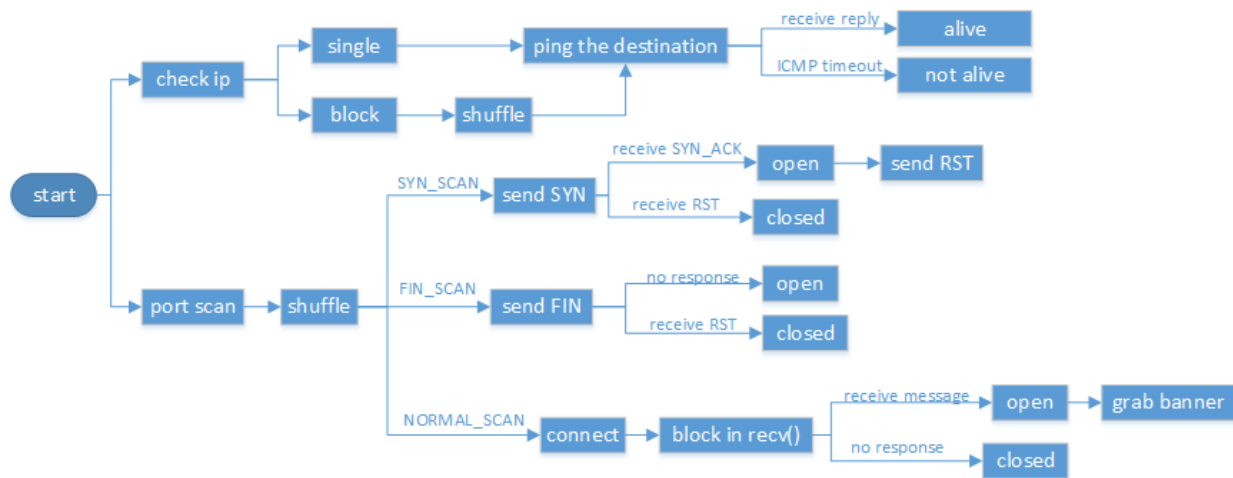 receive reply
alive
single
ping the destination
check ip
ICMP timeout
not alive
block
shuffle
receive SYN_ACK
open
send RST
SYN_SCAN
start
send SYN
receive RST
closed
no response
open
FIN_SCAN
port scan
shuffle
send FIN
receive RST
closed
receive message
open
grab banner
NORMAL_SCAN
connect
block in recv()
no response
closed